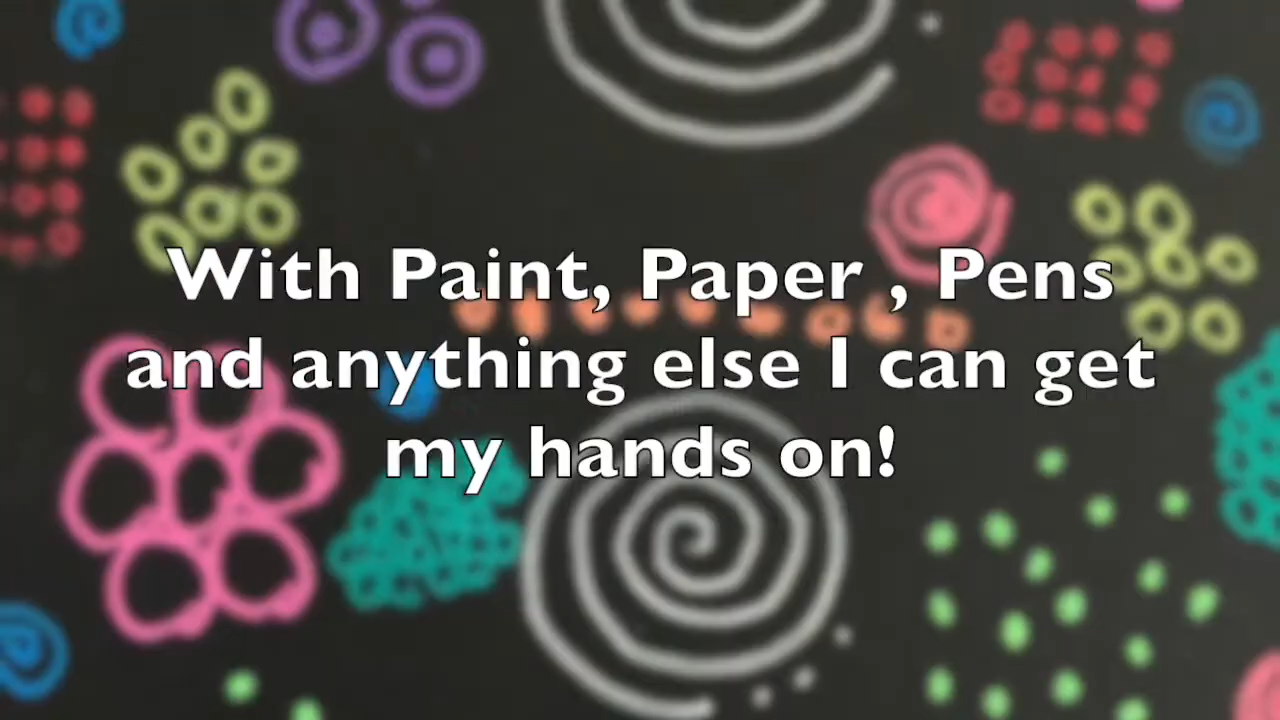 With Paint, Paper , Pens
and anything else I can get
my hands on!